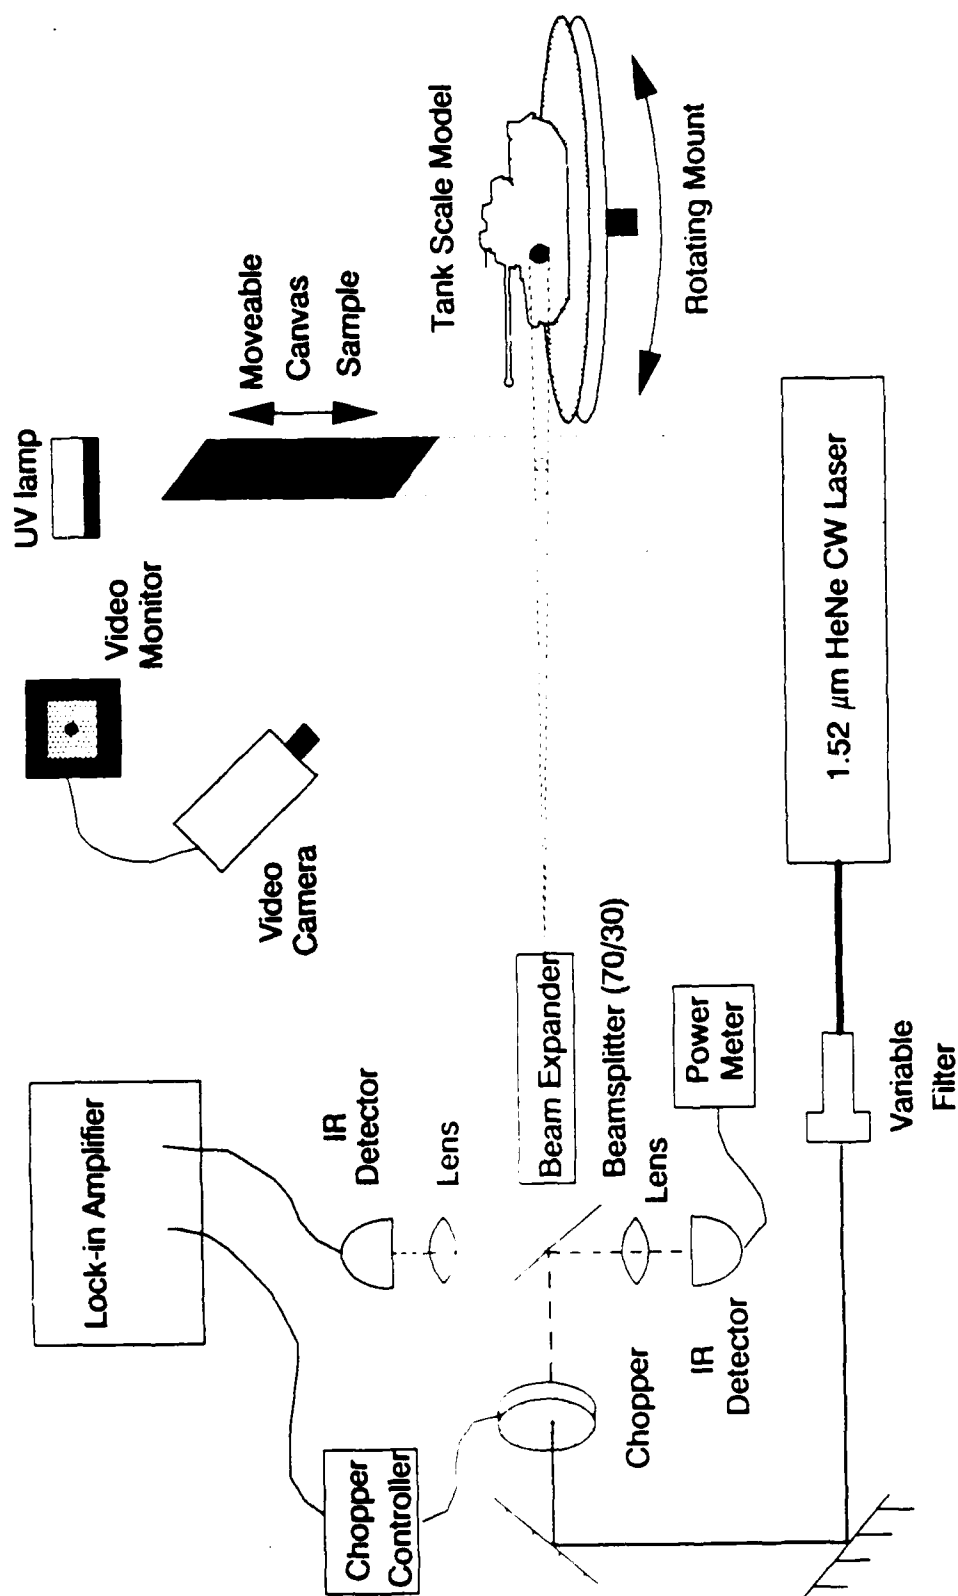 Lock-in Amplifier
Chopper
Controller
IR
Detector
Lens
Video
Camera
Video
Monitor
UV lamp
Moveable
Canvas
Sample
Tank Scale Model
Rotating Mount
Beam Expander
Beamsplitter (70/30)
Lens
Chopper
IR
Detector
Power
Meter
Variable
Filter
1.52 µm HeNe CW Laser